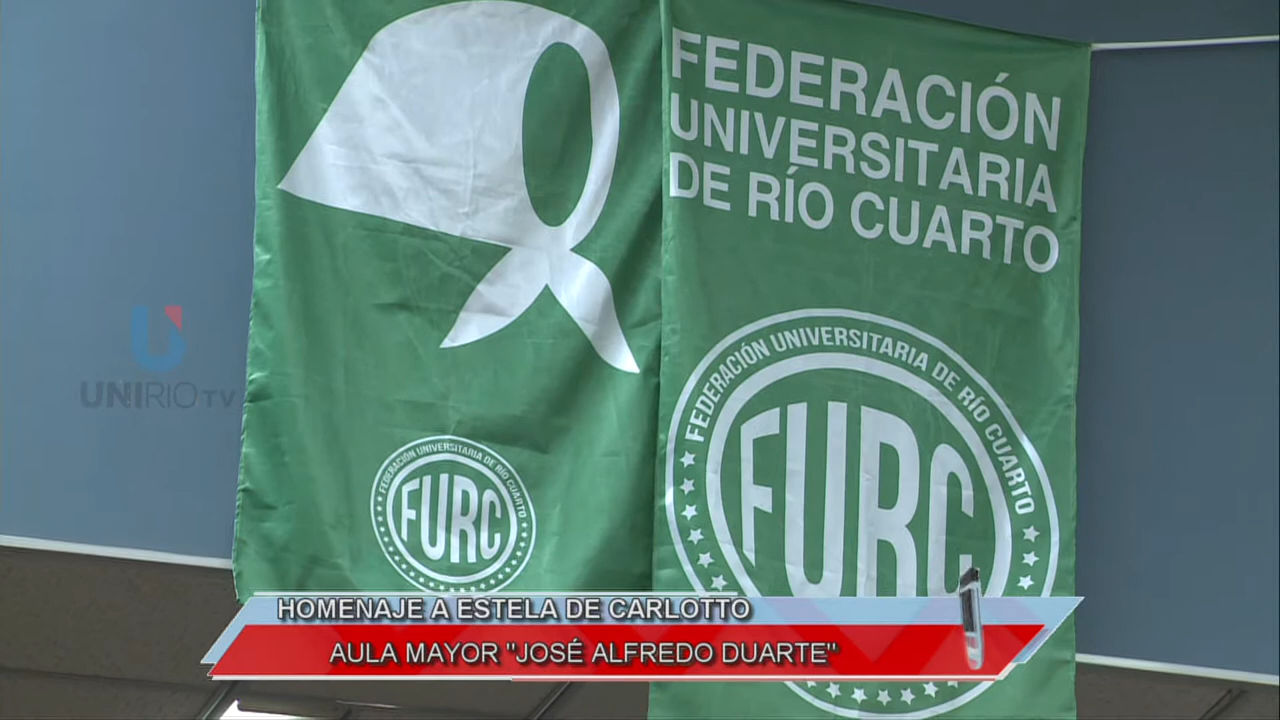 FEDERACIÓN
UNIVERSITARIA
DE RÍO CUARTO
UNIRIO TV
FEDERACIÓN UNIVERSITARIA DE RÍO CUARTO
FURC
FEDERACIÓN UNIVERSITARIA DE RÍO CUARTO
FURC
HOMENAJE A ESTELA DE CARLOTTO
AULA MAYOR "JOSÉ ALFREDO DUARTE"